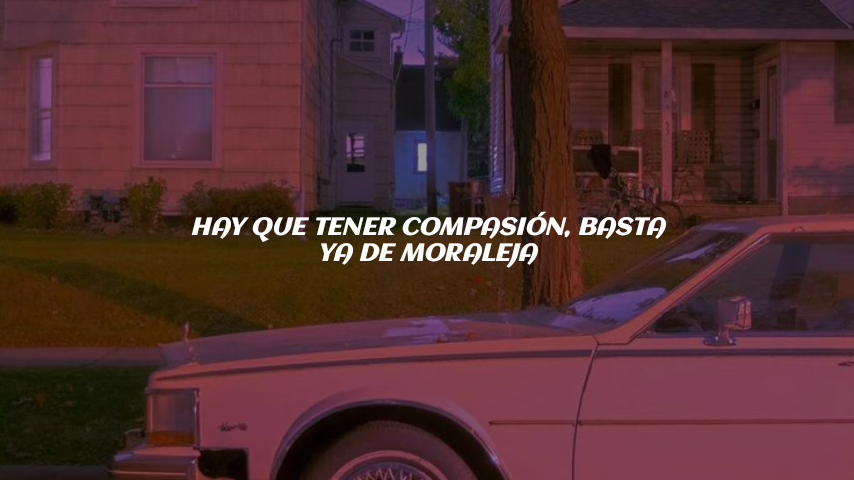 HAY QUE TENER COMPASIÓN, BASTA
YA DE MORALEJA